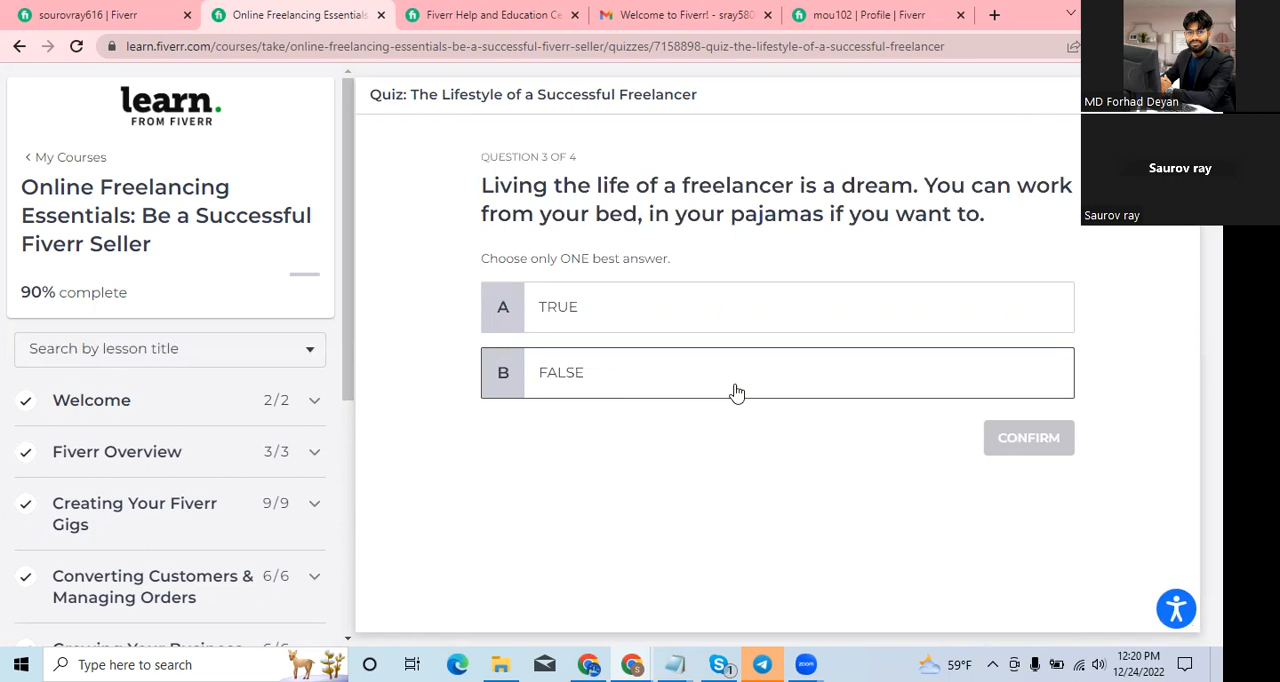 sourovray616 | Fiverr
Online Freelancing Essentials
Fiverr Help and Education Ce
Welcome to Fiverr! - sray580
mou102 | Profile | Fiverr
learn.fiverr.com/courses/take/online-freelancing-essentials-be-a-successful-fiverr-seller/quizzes/7158898-quiz-the-lifestyle-of-a-successful-freelancer
MD Forhad Deyan
Saurov ray
Saurov ray
learn.
FROM FIVERR
My Courses
Online Freelancing
Essentials: Be a Successful
Fiverr Seller
90% complete
Search by lesson title
Welcome 2/2
Fiverr Overview 3/3
Creating Your Fiverr 9/9
Gigs
Converting Customers & 6/6
Managing Orders
Growing Your Business
Quiz: The Lifestyle of a Successful Freelancer
QUESTION 3 OF 4
Living the life of a freelancer is a dream. You can work
from your bed, in your pajamas if you want to.
Choose only ONE best answer.
A TRUE
B FALSE
CONFIRM
Type here to search
1
zoom
59°F
12:20 PM
12/24/2022